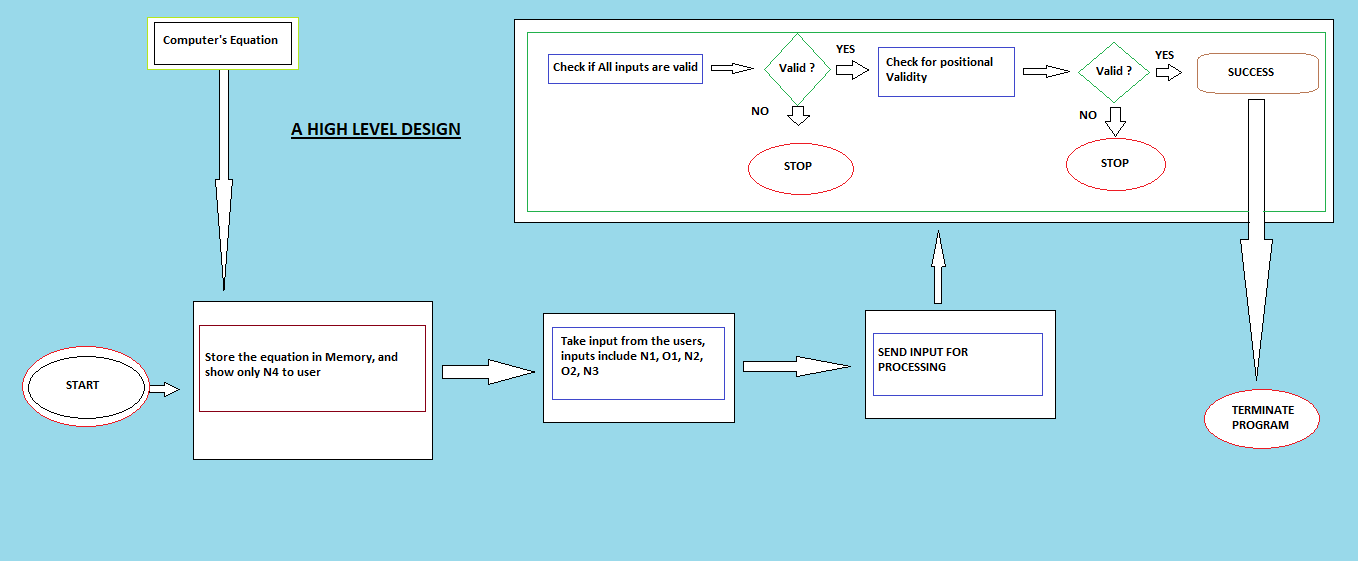 Computer's Equation
A HIGH LEVEL DESIGN
Check if All inputs are valid
Valid ?
YES
NO
STOP
Check for positional
Validity
Valid ?
YES
NO
STOP
SUCCESS
START
Store the equation in Memory, and
show only N4 to user
Take input from the users,
inputs include N1, O1, N2,
O2, N3
SEND INPUT FOR
PROCESSING
TERMINATE
PROGRAM